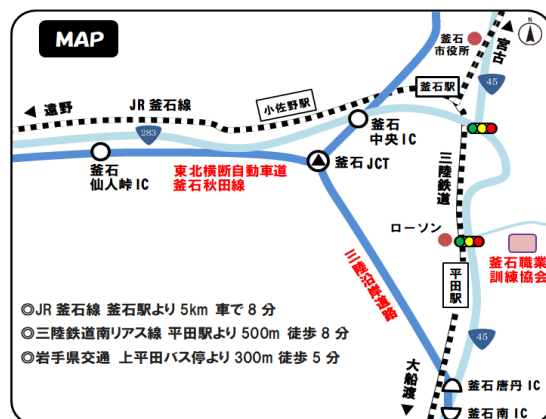 MAP
釜石
市役所
宮古
N
45
遠野
JR 釜石線
小佐野駅
釜石駅
283
釜石
中央 IC
釜石
仙人峠 IC
東北横断自動車道
釜石秋田線
釜石 JCT
三陸鉄道
ローソン
釜石職業
訓練協会
平田駅
三陸沿岸道路
◎JR 釜石線 釜石駅より 5km 車で 8 分
◎三陸鉄道南リアス線 平田駅より 500m 徒歩 8 分
◎岩手県交通 上平田バス停より 300m 徒歩 5 分
45
大船渡
釜石唐丹 IC
釜石南 IC